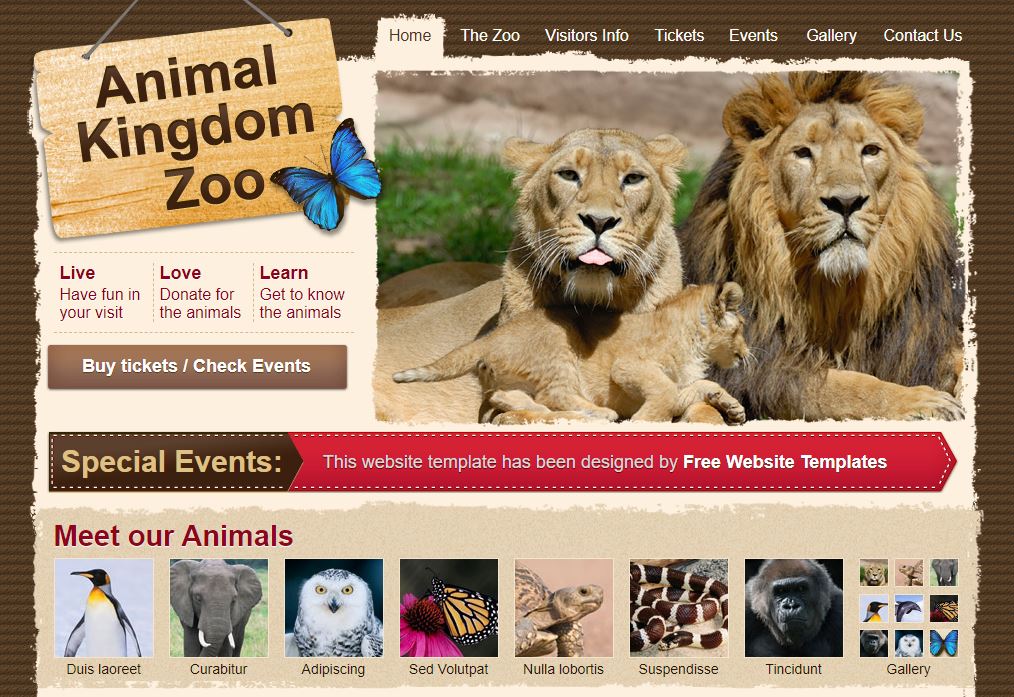 Animal
Kingdom
Zoo
Home
The Zoo
Visitors Info
Tickets
Events
Gallery
Contact Us
Live
Have fun in
your visit
Love
Donate for
the animals
Learn
Get to know
the animals
Buy tickets / Check Events
Special Events:
This website template has been designed by Free Website Templates
Meet our Animals
Duis laoreet
Curabitur
Adipiscing
Sed Volutpat
Nulla lobortis
Suspendisse
Tincidunt
Gallery